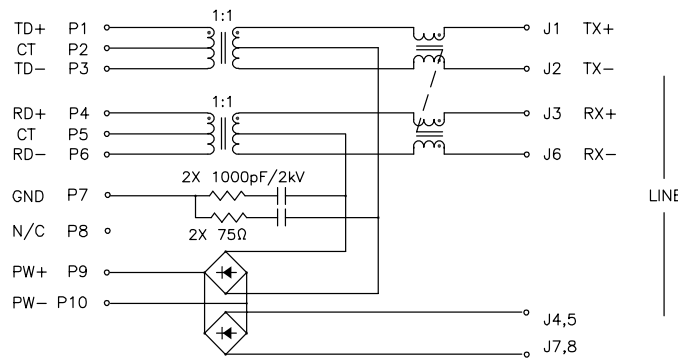 1:1
TD+ P1 J1 TX+
CT P2
TD- P3 J2 TX-
1:1
RD+ P4 J3 RX+
CT P5
RD- P6 J6 RX-
2X 1000pF/2kV
GND P7 LINE
N/C P8 2X 75Ω
PW+ P9
PW- P10
J4,5
J7,8